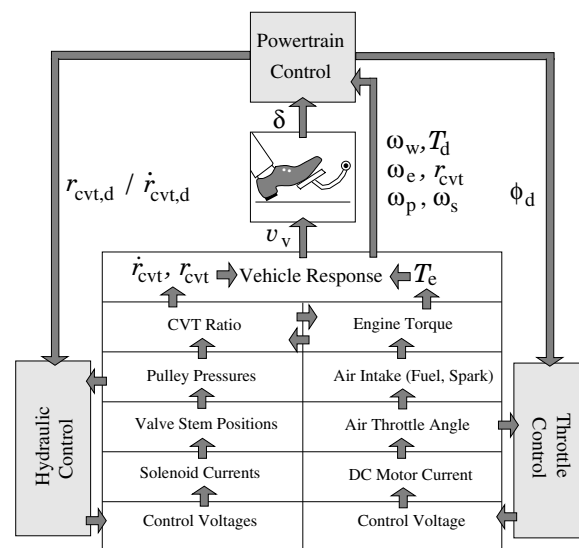 Powertrain
Control
δ
r_cvt,d / ṙ_cvt,d
ω_w, T_d
ω_e, r_cvt
ω_p, ω_s
ϕ_d
v_v
ṙ_cvt, r_cvt
Vehicle Response
T_e
CVT Ratio
Engine Torque
Pulley Pressures
Air Intake (Fuel, Spark)
Valve Stem Positions
Air Throttle Angle
Solenoid Currents
DC Motor Current
Control Voltages
Control Voltage
Hydraulic
Control
Throttle
Control